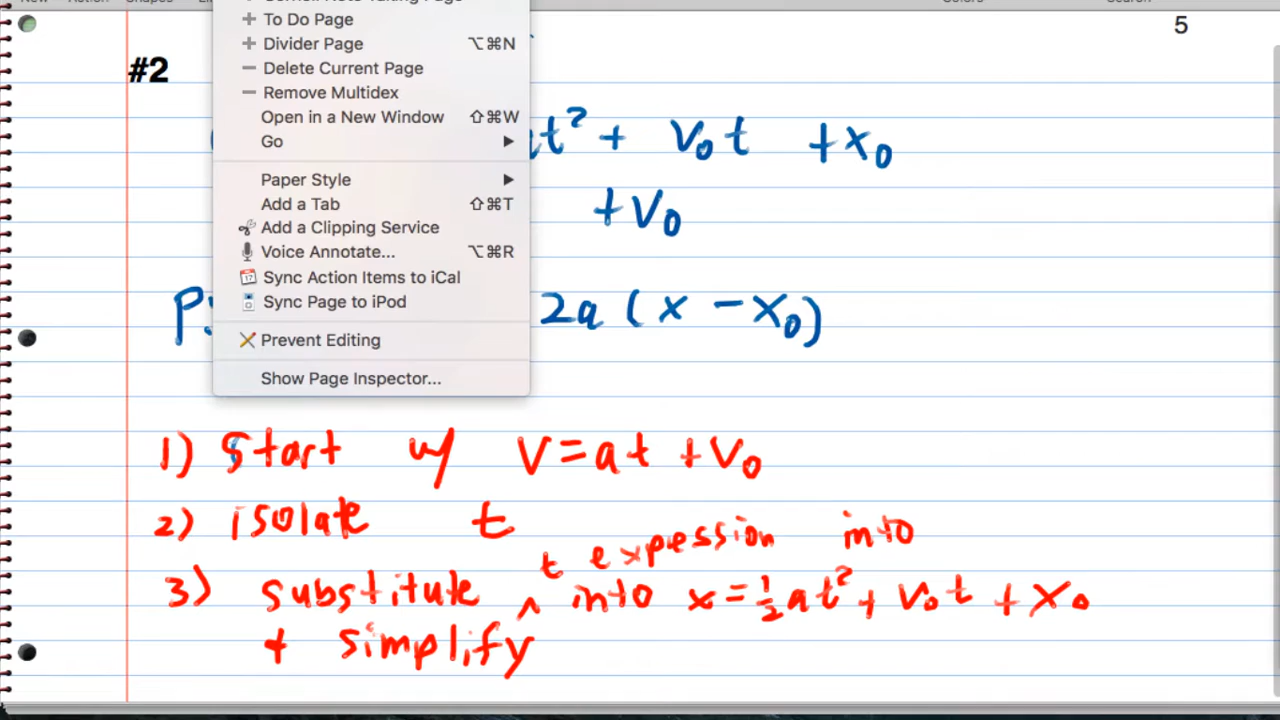 5
#2
To Do Page
Divider Page ⌥⌘N
Delete Current Page
Remove Multidex
Open in a New Window ⇧⌘W
Go
Paper Style
Add a Tab ⇧⌘T
Add a Clipping Service
Voice Annotate... ⌥⌘R
Sync Action Items to iCal
Sync Page to iPod
Prevent Editing
Show Page Inspector...
at² + v₀t + x₀
+ v₀
2a (x - x₀)
1) Start w/ v = at + v₀
2) isolate t
t expession into
3) substitute ^ into x = ½at² + v₀t + x₀
+ simplify